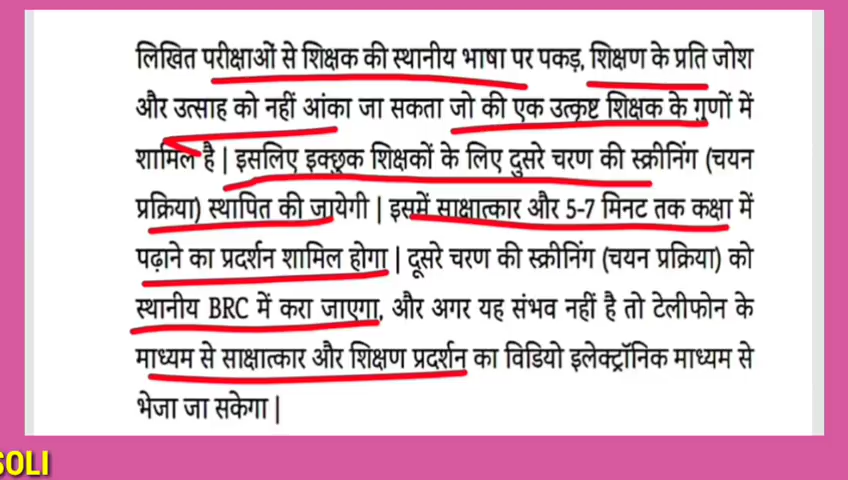 लिखित परीक्षाओं से शिक्षक की स्थानीय भाषा पर पकड़, शिक्षण के प्रति जोश
और उत्साह को नहीं आंका जा सकता जो की एक उत्कृष्ट शिक्षक के गुणों में
शामिल है | इसलिए इक्छुक शिक्षकों के लिए दुसरे चरण की स्क्रीनिंग (चयन
प्रक्रिया) स्थापित की जायेगी | इसमें साक्षात्कार और 5-7 मिनट तक कक्षा में
पढ़ाने का प्रदर्शन शामिल होगा | दूसरे चरण की स्क्रीनिंग (चयन प्रक्रिया) को
स्थानीय BRC में करा जाएगा, और अगर यह संभव नहीं है तो टेलीफोन के
माध्यम से साक्षात्कार और शिक्षण प्रदर्शन का विडियो इलेक्ट्रॉनिक माध्यम से
भेजा जा सकेगा |
SOLI